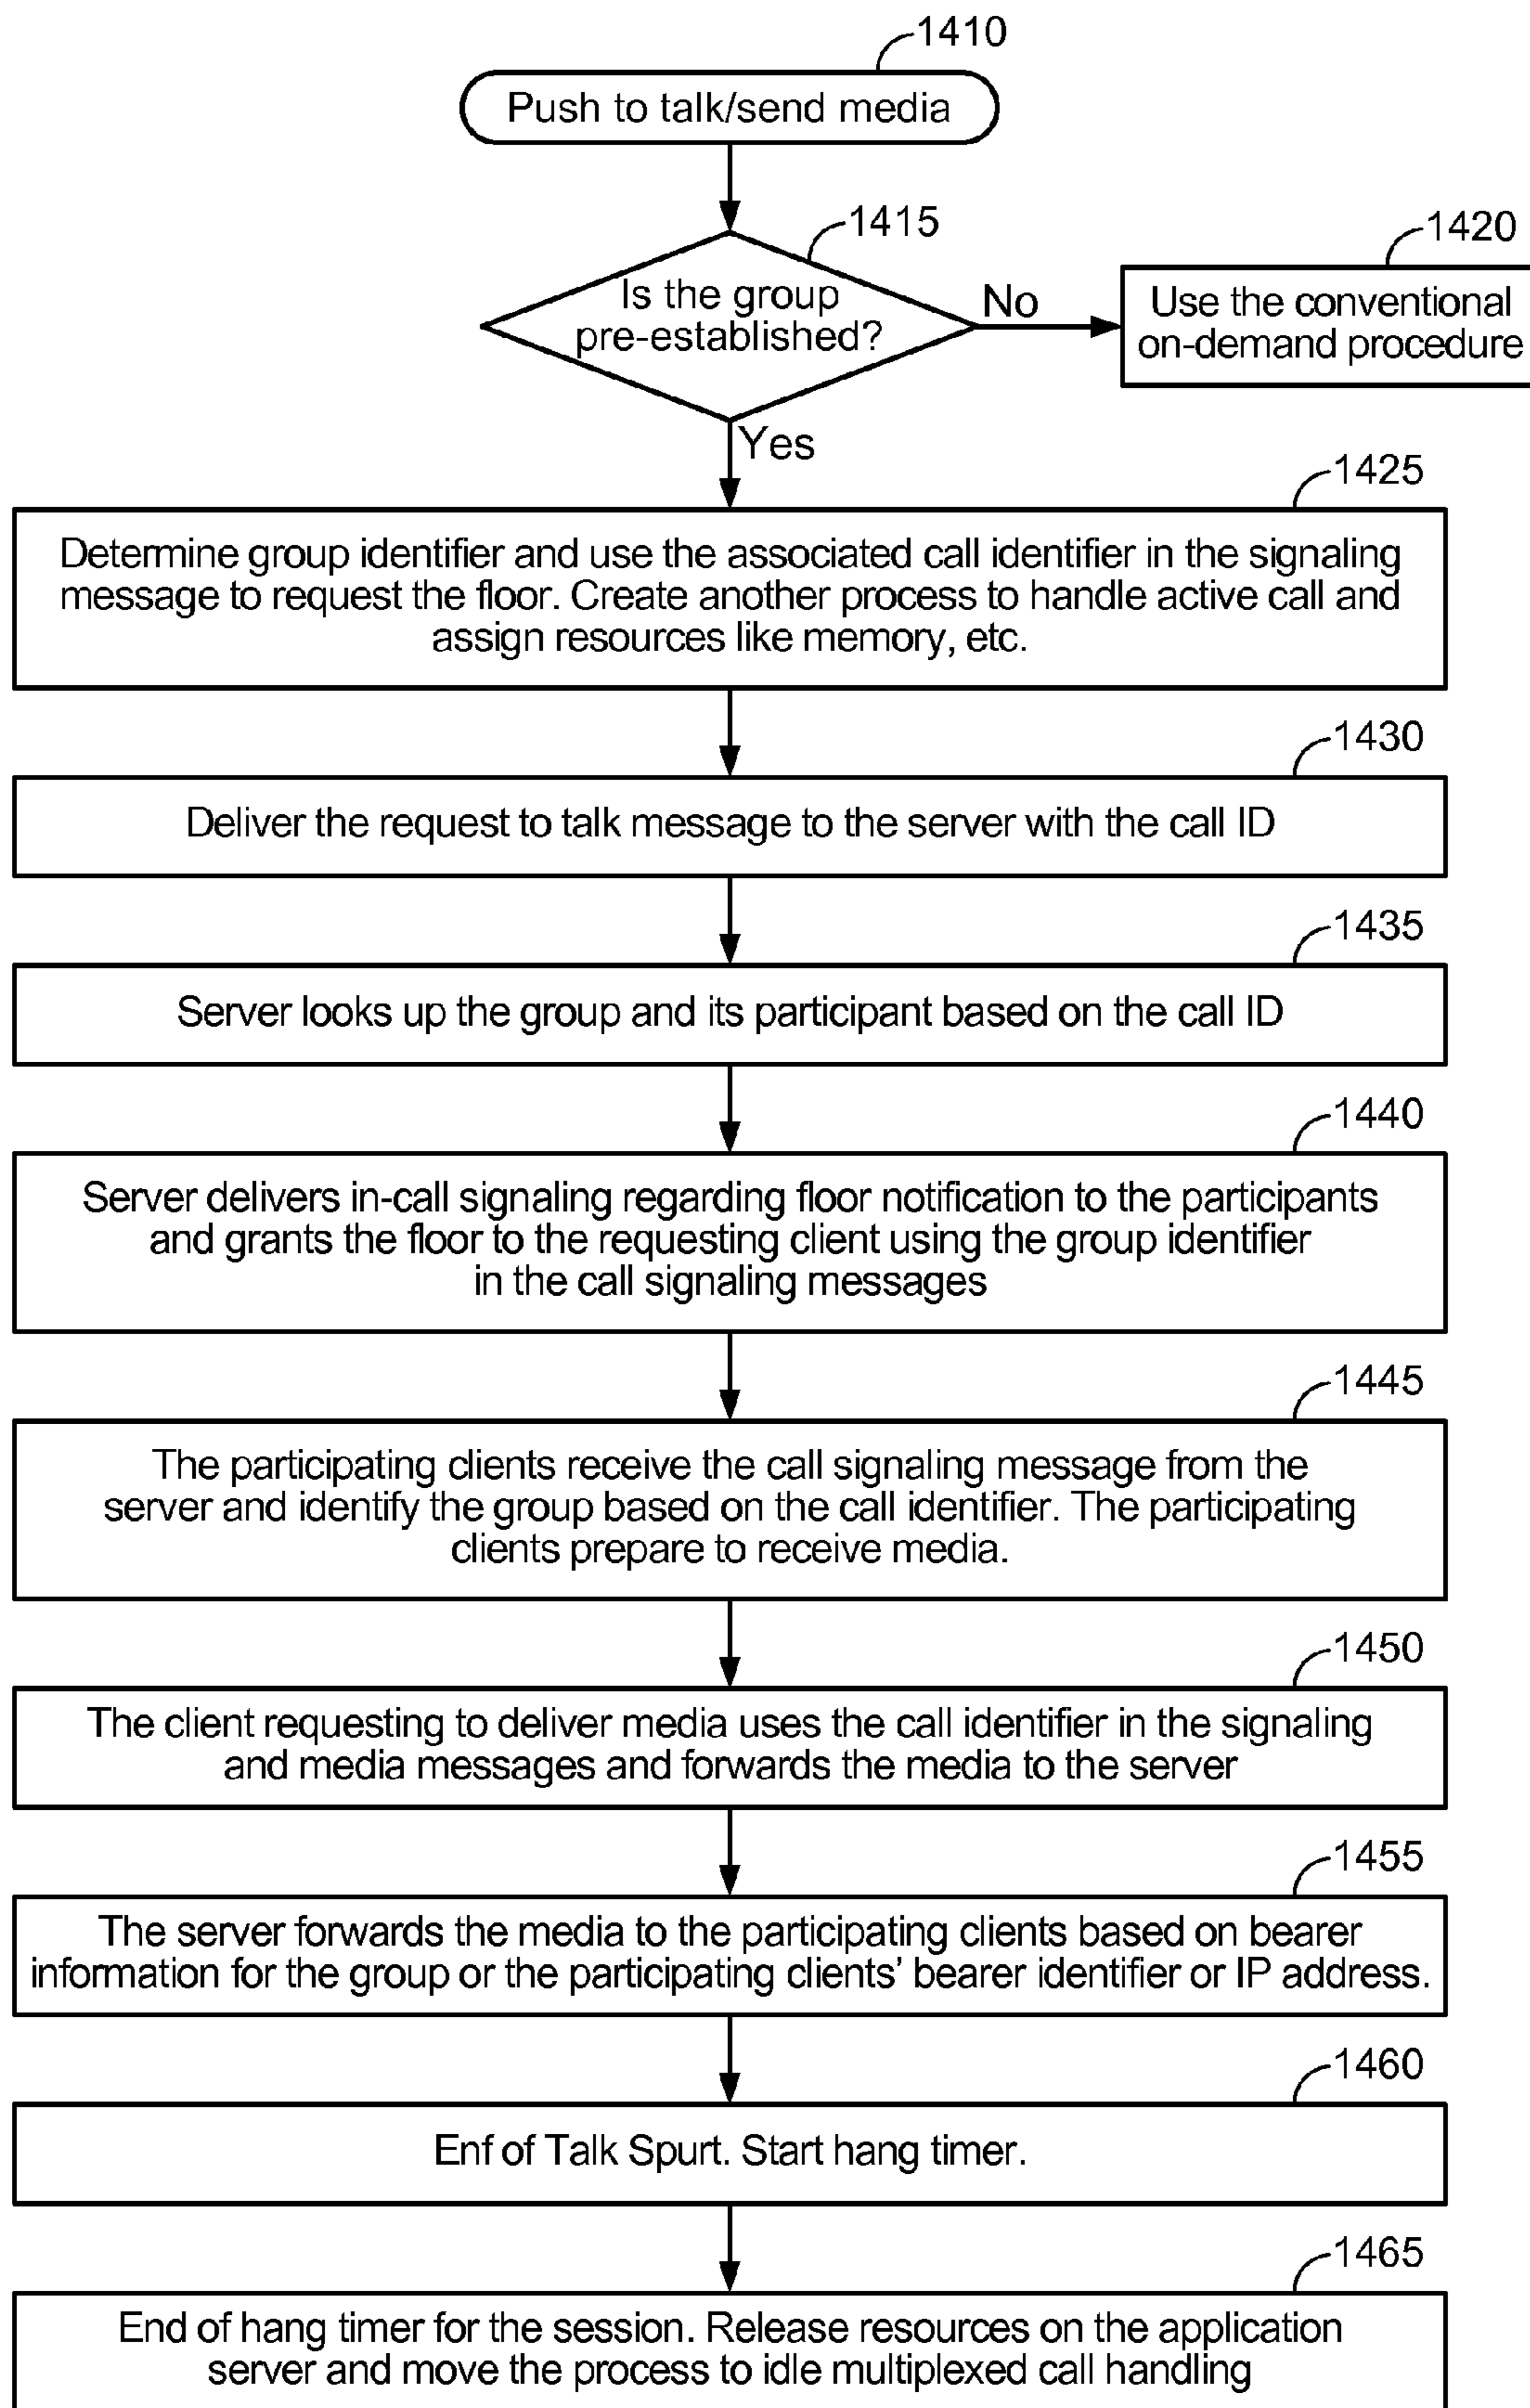 1410
Push to talk/send media
1415
1420
Is the group
pre-established?
No
Use the conventional
on-demand procedure
Yes
1425
Determine group identifier and use the associated call identifier in the signaling
message to request the floor. Create another process to handle active call and
assign resources like memory, etc.
1430
Deliver the request to talk message to the server with the call ID
1435
Server looks up the group and its participant based on the call ID
1440
Server delivers in-call signaling regarding floor notification to the participants
and grants the floor to the requesting client using the group identifier
in the call signaling messages
1445
The participating clients receive the call signaling message from the
server and identify the group based on the call identifier. The participating
clients prepare to receive media.
1450
The client requesting to deliver media uses the call identifier in the signaling
and media messages and forwards the media to the server
1455
The server forwards the media to the participating clients based on bearer
information for the group or the participating clients' bearer identifier or IP address.
1460
Enf of Talk Spurt. Start hang timer.
1465
End of hang timer for the session. Release resources on the application
server and move the process to idle multiplexed call handling